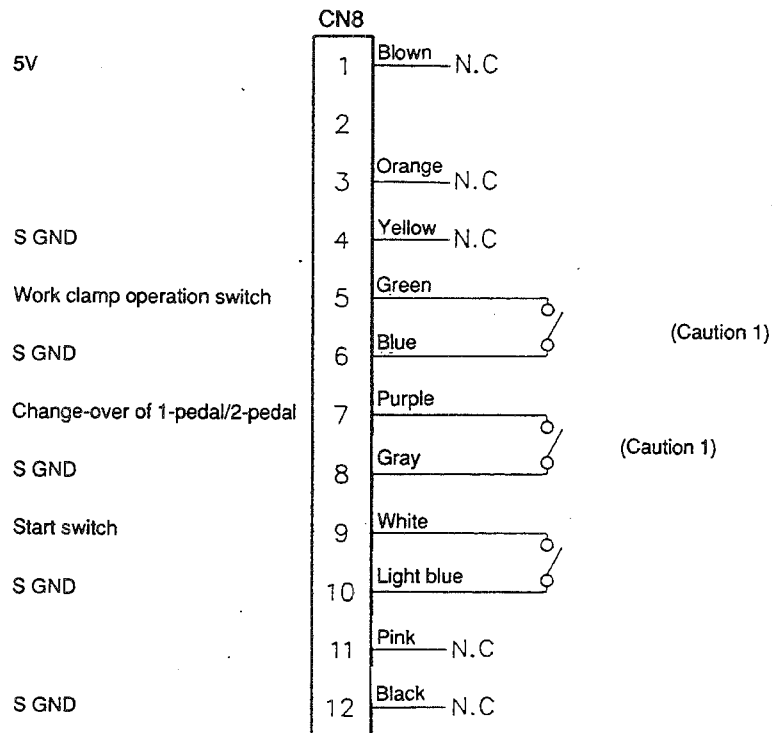 CN8
5V 1 Blown N.C
2
3 Orange N.C
S GND 4 Yellow N.C
Work clamp operation switch 5 Green
(Caution 1)
S GND 6 Blue
Change-over of 1-pedal/2-pedal 7 Purple
(Caution 1)
S GND 8 Gray
Start switch 9 White
S GND 10 Light blue
11 Pink N.C
S GND 12 Black N.C